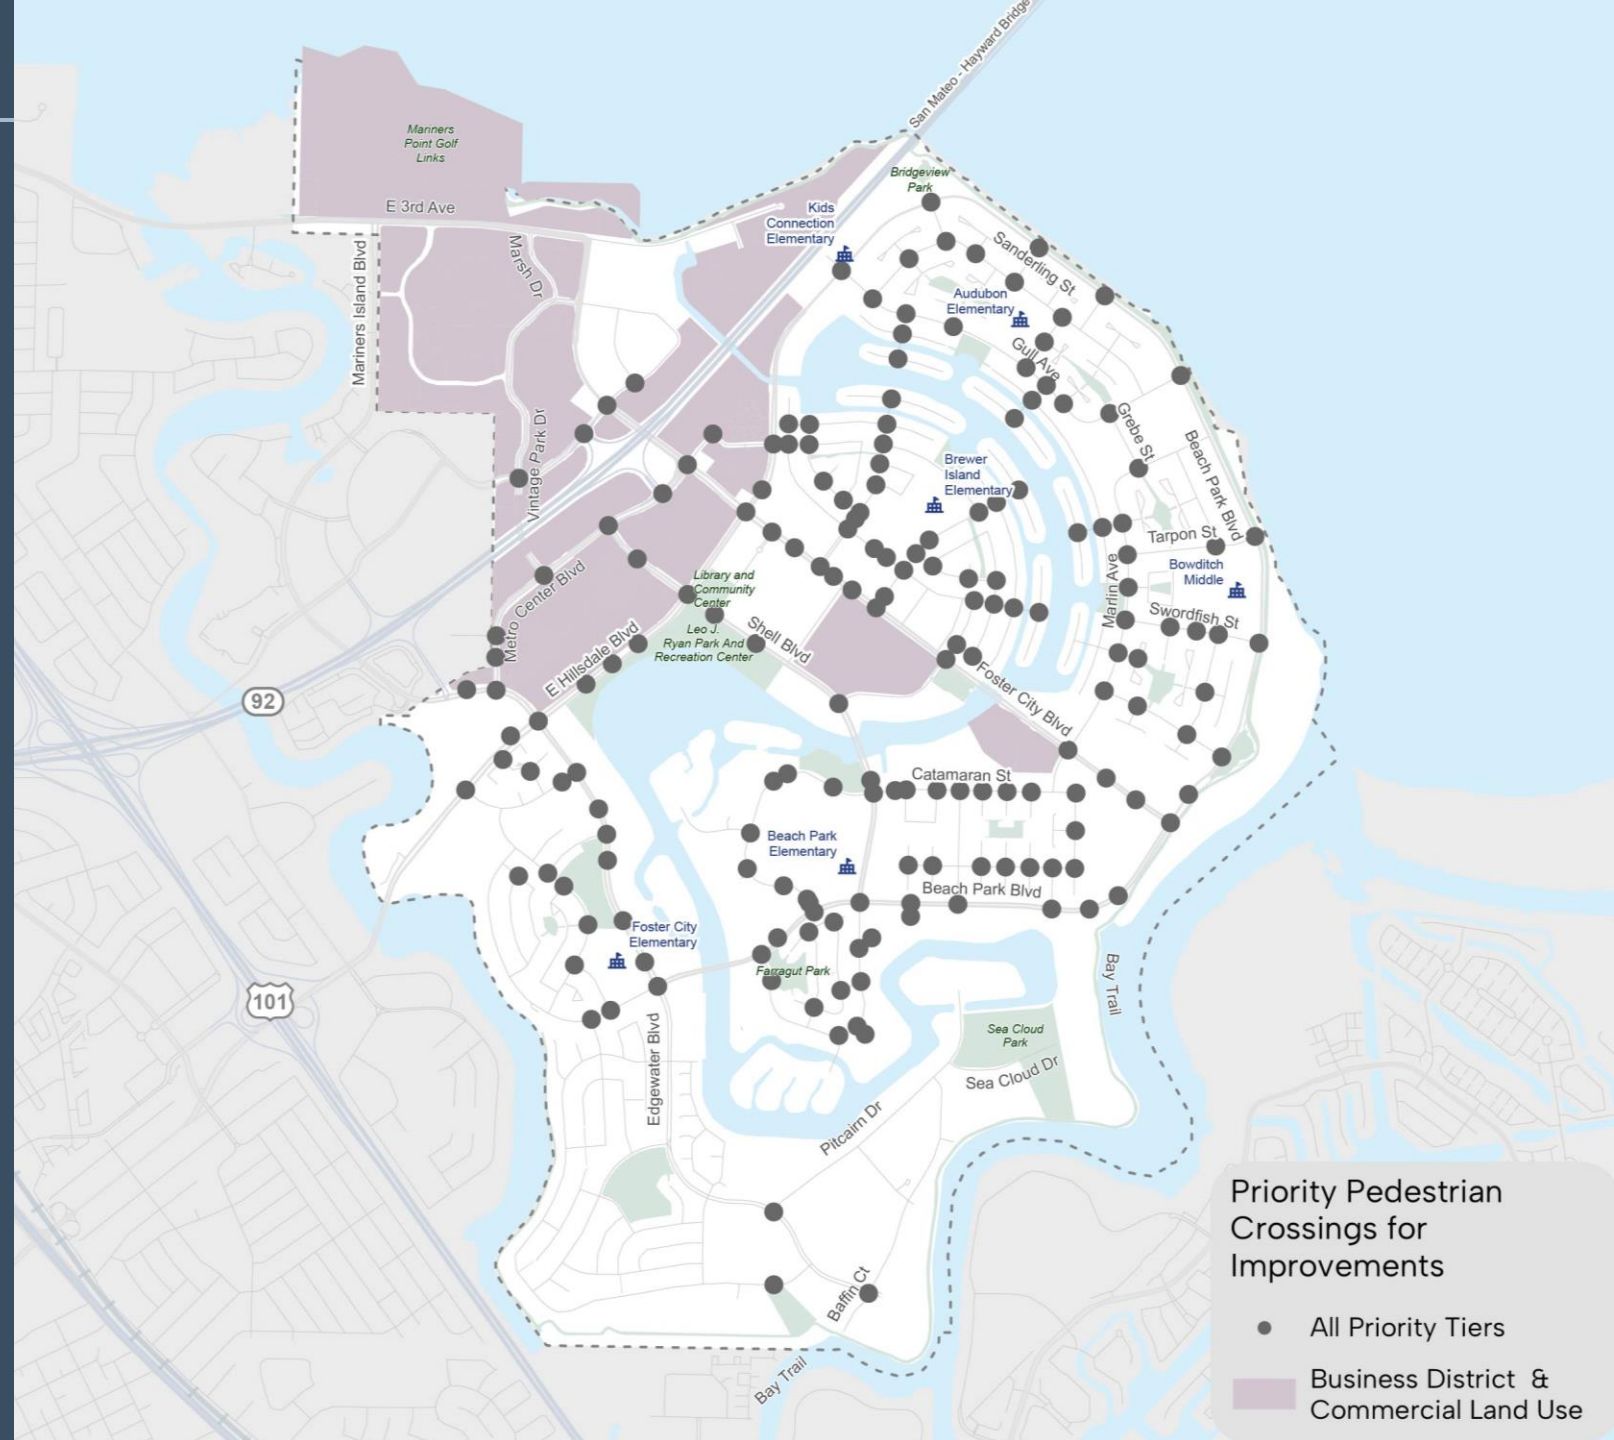 San Mateo - Hayward Bridge
Mariners
Point Golf
Links
Bridgeview
Park
E 3rd Ave
Kids
Connection
Elementary
Mariners Island Blvd
Marsh Dr
Sanderling St
Audubon
Elementary
Gull Ave
Vintage Park Dr
Grebe St
Beach Park Blvd
Brewer
Island
Elementary
Tarpon St
Bowditch
Middle
Metro Center Blvd
Library and
Community
Center
Marlin Ave
Swordfish St
Leo J.
Ryan Park And
Recreation Center
Shell Blvd
E Hillsdale Blvd
92
Foster City Blvd
Catamaran St
Beach Park
Elementary
Beach Park Blvd
Foster City
Elementary
Farragut Park
Bay Trail
101
Edgewater Blvd
Sea Cloud
Park
Sea Cloud Dr
Pitcairn Dr
Baffin Ct
Bay Trail
Priority Pedestrian
Crossings for
Improvements
All Priority Tiers
Business District &
Commercial Land Use